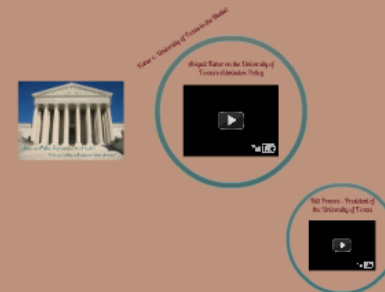 Fisher v. University of Texas in the Media
Abigail Fisher on the University of
Texas's Admission Policy
Bill Powers - President of
the University of Texas